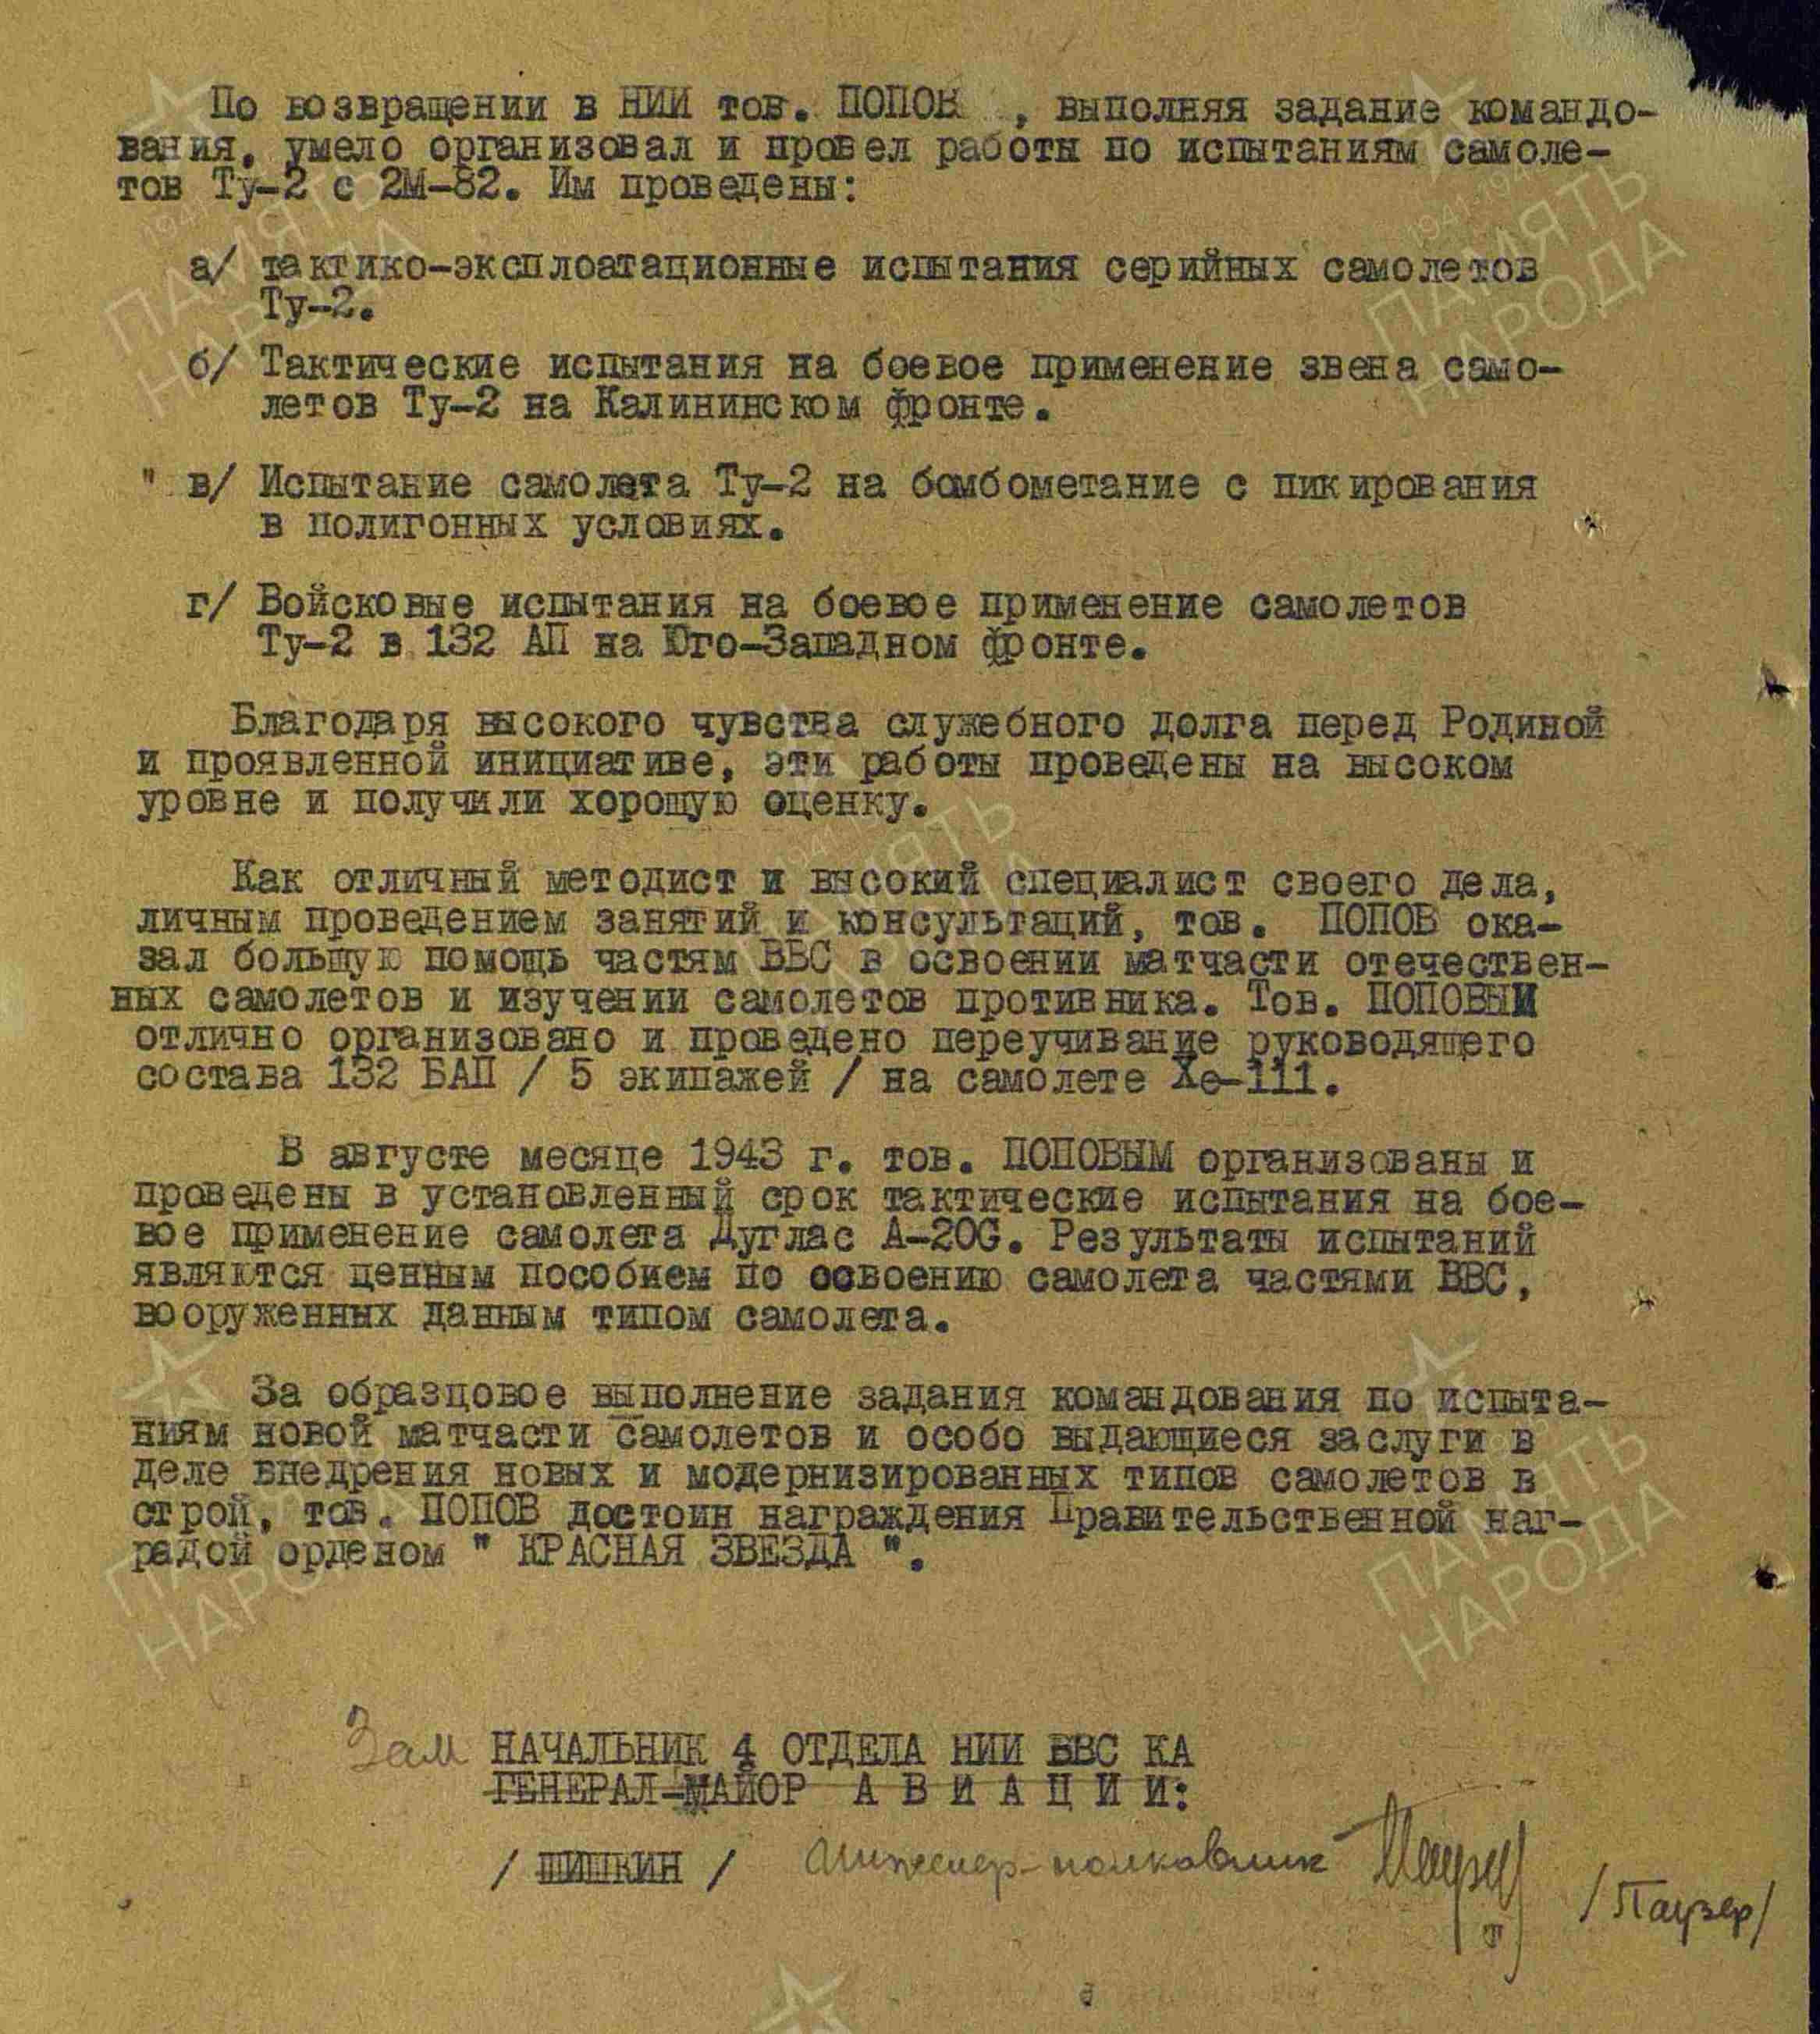 По возвращении в НИИ тов. ПОПОВ , выполняя задание командо-
вания, умело организовал и провел работы по испытаниям самоле-
тов Ту-2 с 2М-82. Им проведены:
а/ тактико-эксплоатационные испытания серийных самолетов
Ту-2.
б/ Тактические испытания на боевое применение звена само-
летов Ту-2 на Калининском фронте.
" в/ Испытание самолета Ту-2 на бомбометание с пикирования
в полигонных условиях.
г/ Войсковые испытания на боевое применение самолетов
Ту-2 в 132 АП на Юго-Западном фронте.
Благодаря высокого чувства служебного долга перед Родиной
и проявленной инициативе, эти работы проведены на высоком
уровне и получили хорошую оценку.
Как отличный методист и высокий специалист своего дела,
личным проведением занятий и консультаций, тов. ПОПОВ ока-
зал большую помощь частям ВВС в освоении матчасти отечествен-
ных самолетов и изучении самолетов противника. Тов. ПОПОВЫМ
отлично организовано и проведено переучивание руководящего
состава 132 БАП / 5 экипажей / на самолете Хе-111.
В августе месяце 1943 г. тов. ПОПОВЫМ организованы и
проведены в установленный срок тактические испытания на бое-
вое применение самолета Дуглас А-20G. Результаты испытаний
являются ценным пособием по освоению самолета частями ВВС,
вооруженных данным типом самолета.
За образцовое выполнение задания командования по испыта-
ниям новой матчасти самолетов и особо выдающиеся заслуги в
деле внедрения новых и модернизированных типов самолетов в
строй, тов. ПОПОВ достоин награждения Правительственной наг-
радой орденом " КРАСНАЯ ЗВЕЗДА ".
Зам НАЧАЛЬНИК 4 ОТДЕЛА НИИ ВВС КА
ГЕНЕРАЛ-МАЙОР А В И А Ц И И:
/ ШИШКИН / инженер-полковник
/Паузер/
1941-1945
ПАМЯТЬ
НАРОДА